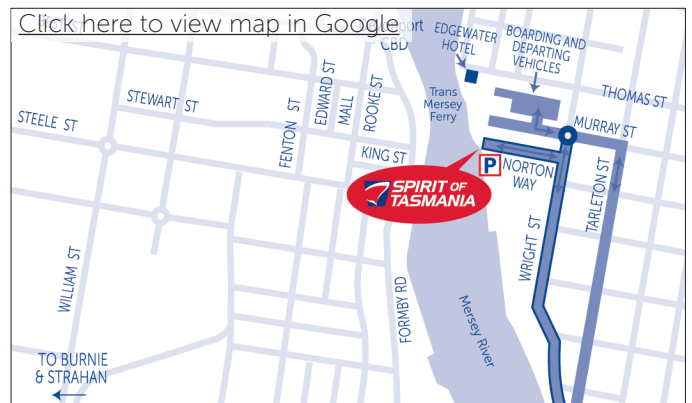 Click here to view map in Google
CBD
EDGEWATER
HOTEL
BOARDING AND
DEPARTING
VEHICLES
Trans
Mersey
Ferry
THOMAS ST
MURRAY ST
STEELE ST
STEWART ST
FENTON ST
EDWARD ST
MALL
ROOKE ST
KING ST
P
NORTON
WAY
SPIRIT OF
TASMANIA
TARLETON ST
WRIGHT ST
WILLIAM ST
FORMBY RD
Mersey River
TO BURNIE
& STRAHAN